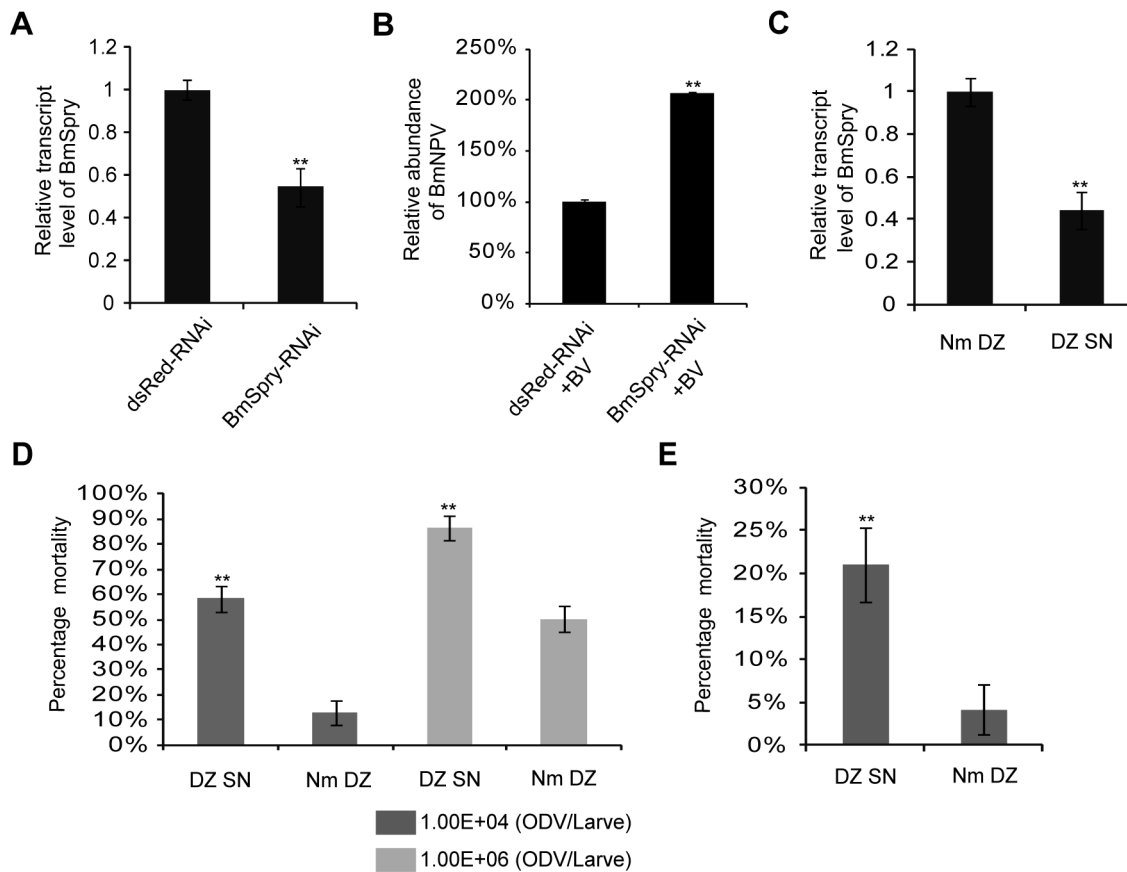 A
Relative transcript
level of BmSpry
1.2
1
0.8
0.6
0.4
0.2
0
**
dsRed-RNAi
BmSpry-RNAi
B
Relative abundance
of BmNPV
250%
200%
150%
100%
50%
0%
**
dsRed-RNAi
+BV
BmSpry-RNAi
+BV
C
Relative transcript
level of BmSpry
1.2
1
0.8
0.6
0.4
0.2
0
**
Nm DZ
DZ SN
D
Percentage mortality
100%
90%
80%
70%
60%
50%
40%
30%
20%
10%
0%
**
**
DZ SN
Nm DZ
DZ SN
Nm DZ
1.00E+04 (ODV/Larve)
1.00E+06 (ODV/Larve)
E
Percentage mortality
30%
25%
20%
15%
10%
5%
0%
**
DZ SN
Nm DZ